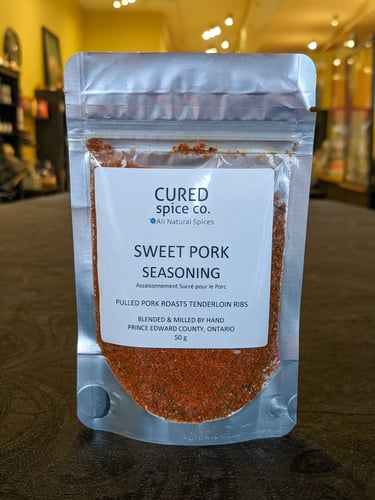 CURED
spice co.
All Natural Spices
SWEET PORK
SEASONING
Assaisonnement Sucré pour le Porc
PULLED PORK ROASTS TENDERLOIN RIBS
BLENDED & MILLED BY HAND
PRINCE EDWARD COUNTY, ONTARIO
50 g